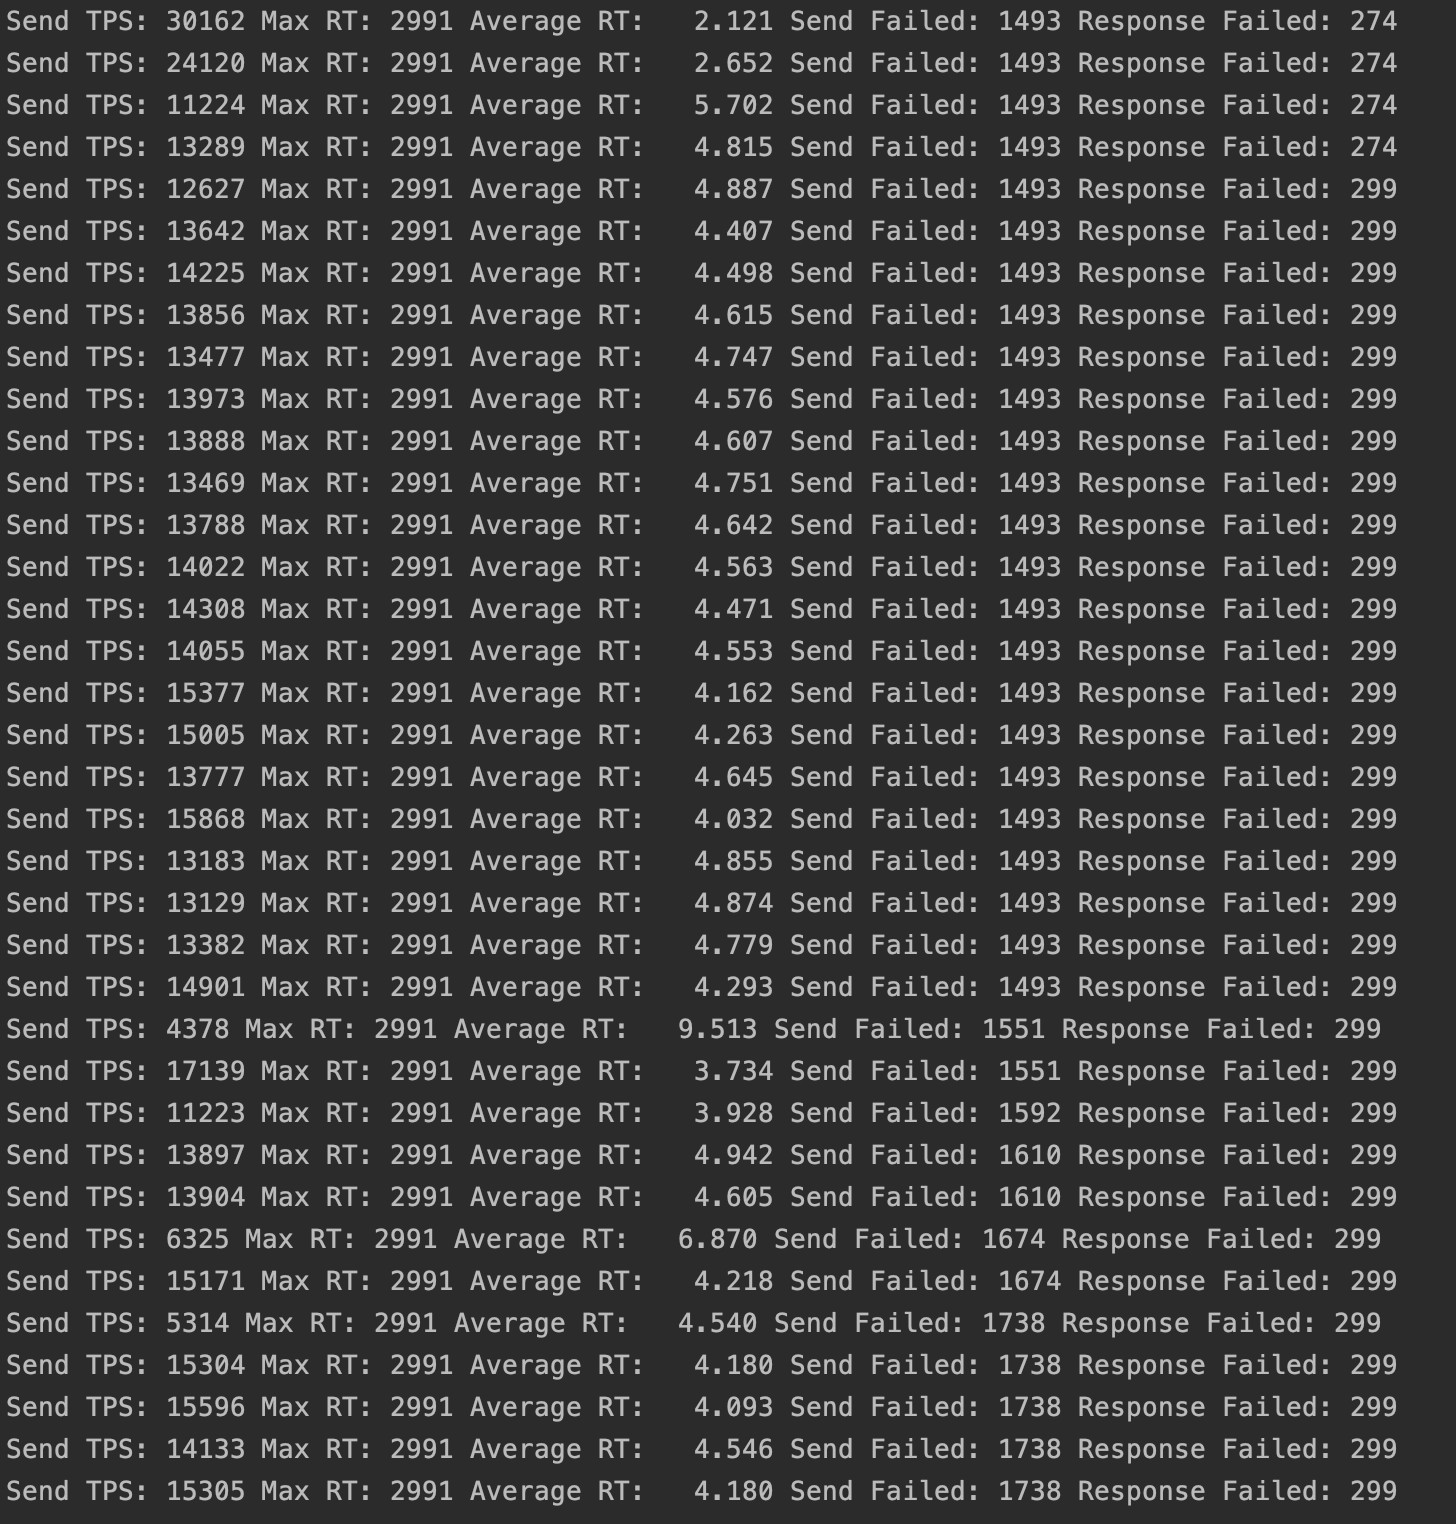 Send TPS: 30162 Max RT: 2991 Average RT:   2.121 Send Failed: 1493 Response Failed: 274
Send TPS: 24120 Max RT: 2991 Average RT:   2.652 Send Failed: 1493 Response Failed: 274
Send TPS: 11224 Max RT: 2991 Average RT:   5.702 Send Failed: 1493 Response Failed: 274
Send TPS: 13289 Max RT: 2991 Average RT:   4.815 Send Failed: 1493 Response Failed: 274
Send TPS: 12627 Max RT: 2991 Average RT:   4.887 Send Failed: 1493 Response Failed: 299
Send TPS: 13642 Max RT: 2991 Average RT:   4.407 Send Failed: 1493 Response Failed: 299
Send TPS: 14225 Max RT: 2991 Average RT:   4.498 Send Failed: 1493 Response Failed: 299
Send TPS: 13856 Max RT: 2991 Average RT:   4.615 Send Failed: 1493 Response Failed: 299
Send TPS: 13477 Max RT: 2991 Average RT:   4.747 Send Failed: 1493 Response Failed: 299
Send TPS: 13973 Max RT: 2991 Average RT:   4.576 Send Failed: 1493 Response Failed: 299
Send TPS: 13888 Max RT: 2991 Average RT:   4.607 Send Failed: 1493 Response Failed: 299
Send TPS: 13469 Max RT: 2991 Average RT:   4.751 Send Failed: 1493 Response Failed: 299
Send TPS: 13788 Max RT: 2991 Average RT:   4.642 Send Failed: 1493 Response Failed: 299
Send TPS: 14022 Max RT: 2991 Average RT:   4.563 Send Failed: 1493 Response Failed: 299
Send TPS: 14308 Max RT: 2991 Average RT:   4.471 Send Failed: 1493 Response Failed: 299
Send TPS: 14055 Max RT: 2991 Average RT:   4.553 Send Failed: 1493 Response Failed: 299
Send TPS: 15377 Max RT: 2991 Average RT:   4.162 Send Failed: 1493 Response Failed: 299
Send TPS: 15005 Max RT: 2991 Average RT:   4.263 Send Failed: 1493 Response Failed: 299
Send TPS: 13777 Max RT: 2991 Average RT:   4.645 Send Failed: 1493 Response Failed: 299
Send TPS: 15868 Max RT: 2991 Average RT:   4.032 Send Failed: 1493 Response Failed: 299
Send TPS: 13183 Max RT: 2991 Average RT:   4.855 Send Failed: 1493 Response Failed: 299
Send TPS: 13129 Max RT: 2991 Average RT:   4.874 Send Failed: 1493 Response Failed: 299
Send TPS: 13382 Max RT: 2991 Average RT:   4.779 Send Failed: 1493 Response Failed: 299
Send TPS: 14901 Max RT: 2991 Average RT:   4.293 Send Failed: 1493 Response Failed: 299
Send TPS: 4378 Max RT: 2991 Average RT:   9.513 Send Failed: 1551 Response Failed: 299
Send TPS: 17139 Max RT: 2991 Average RT:   3.734 Send Failed: 1551 Response Failed: 299
Send TPS: 11223 Max RT: 2991 Average RT:   3.928 Send Failed: 1592 Response Failed: 299
Send TPS: 13897 Max RT: 2991 Average RT:   4.942 Send Failed: 1610 Response Failed: 299
Send TPS: 13904 Max RT: 2991 Average RT:   4.605 Send Failed: 1610 Response Failed: 299
Send TPS: 6325 Max RT: 2991 Average RT:   6.870 Send Failed: 1674 Response Failed: 299
Send TPS: 15171 Max RT: 2991 Average RT:   4.218 Send Failed: 1674 Response Failed: 299
Send TPS: 5314 Max RT: 2991 Average RT:   4.540 Send Failed: 1738 Response Failed: 299
Send TPS: 15304 Max RT: 2991 Average RT:   4.180 Send Failed: 1738 Response Failed: 299
Send TPS: 15596 Max RT: 2991 Average RT:   4.093 Send Failed: 1738 Response Failed: 299
Send TPS: 14133 Max RT: 2991 Average RT:   4.546 Send Failed: 1738 Response Failed: 299
Send TPS: 15305 Max RT: 2991 Average RT:   4.180 Send Failed: 1738 Response Failed: 299